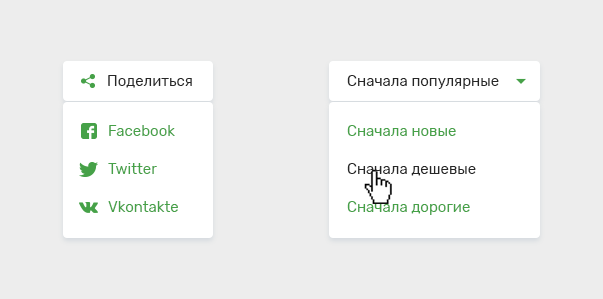 Поделиться
Facebook
Twitter
Vkontakte
Сначала популярные
Сначала новые
Сначала дешевые
Сначала дорогие